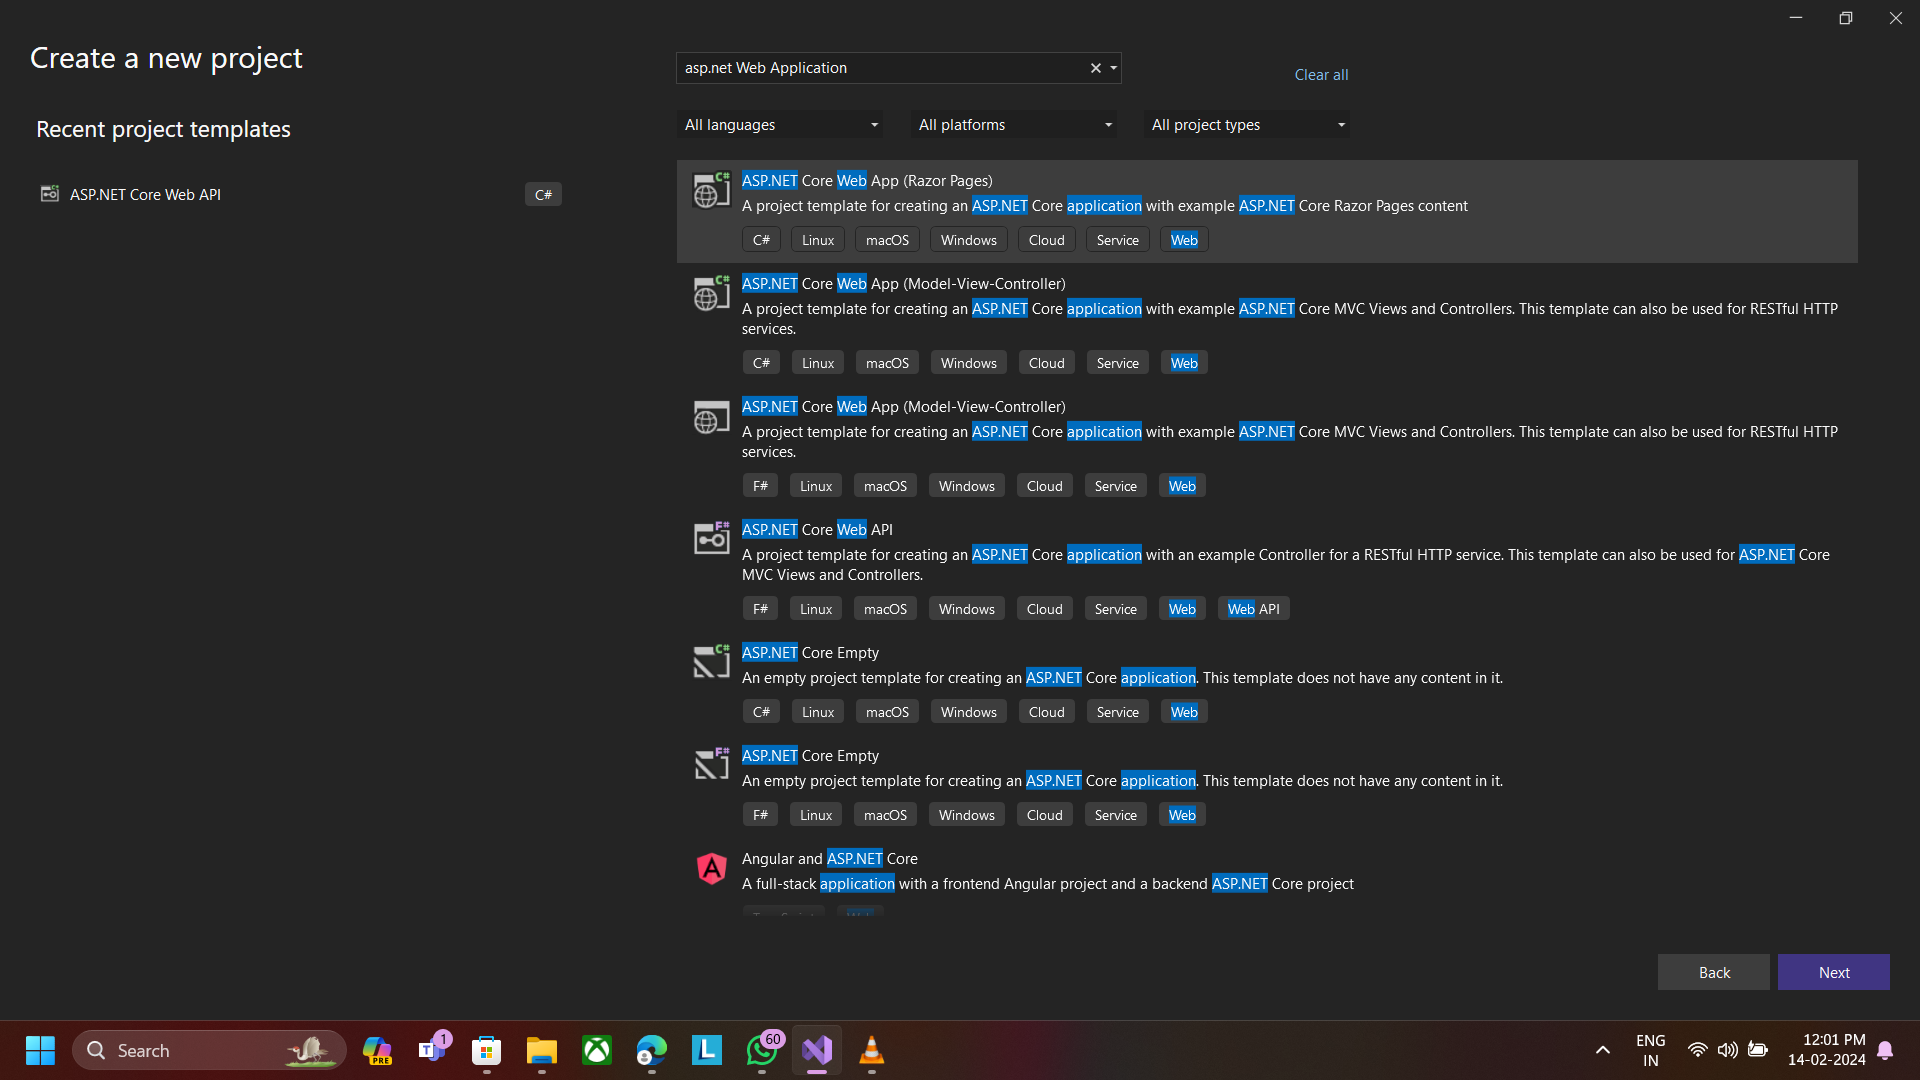 Create a new project
Recent project templates
ASP.NET Core Web API
C#
asp.net Web Application
Clear all
All languages
All platforms
All project types
C#
ASP.NET Core Web App (Razor Pages)
A project template for creating an ASP.NET Core application with example ASP.NET Core Razor Pages content
C# Linux macOS Windows Cloud Service Web
C#
ASP.NET Core Web App (Model-View-Controller)
A project template for creating an ASP.NET Core application with example ASP.NET Core MVC Views and Controllers. This template can also be used for RESTful HTTP
services.
C# Linux macOS Windows Cloud Service Web
ASP.NET Core Web App (Model-View-Controller)
A project template for creating an ASP.NET Core application with example ASP.NET Core MVC Views and Controllers. This template can also be used for RESTful HTTP
services.
F# Linux macOS Windows Cloud Service Web
F#
ASP.NET Core Web API
A project template for creating an ASP.NET Core application with an example Controller for a RESTful HTTP service. This template can also be used for ASP.NET Core
MVC Views and Controllers.
F# Linux macOS Windows Cloud Service Web Web API
C#
ASP.NET Core Empty
An empty project template for creating an ASP.NET Core application. This template does not have any content in it.
C# Linux macOS Windows Cloud Service Web
F#
ASP.NET Core Empty
An empty project template for creating an ASP.NET Core application. This template does not have any content in it.
F# Linux macOS Windows Cloud Service Web
A
Angular and ASP.NET Core
A full-stack application with a frontend Angular project and a backend ASP.NET Core project
Back
Next
Search
PRE
T
1
L
60
ENG
IN
12:01 PM
14-02-2024